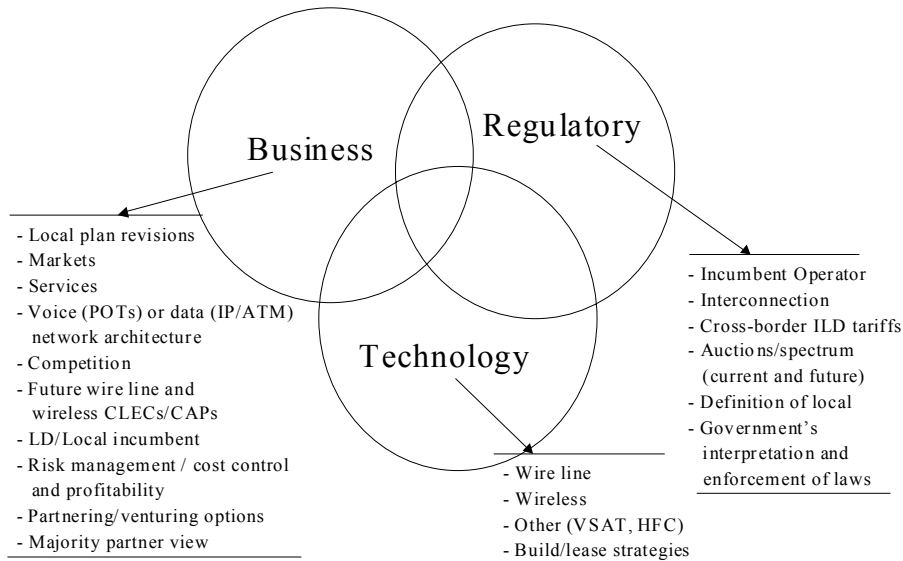 Business
Regulatory
Technology
- Local plan revisions
- Markets
- Services
- Voice (POTs) or data (IP/ATM)
network architecture
- Competition
- Future wire line and
wireless CLECs/CAPs
- LD/Local incumbent
- Risk management / cost control
and profitability
- Partnering/venturing options
- Majority partner view
- Wire line
- Wireless
- Other (VSAT, HFC)
- Build/lease strategies
- Incumbent Operator
- Interconnection
- Cross-border ILD tariffs
- Auctions/spectrum
(current and future)
- Definition of local
- Government's
interpretation and
enforcement of laws